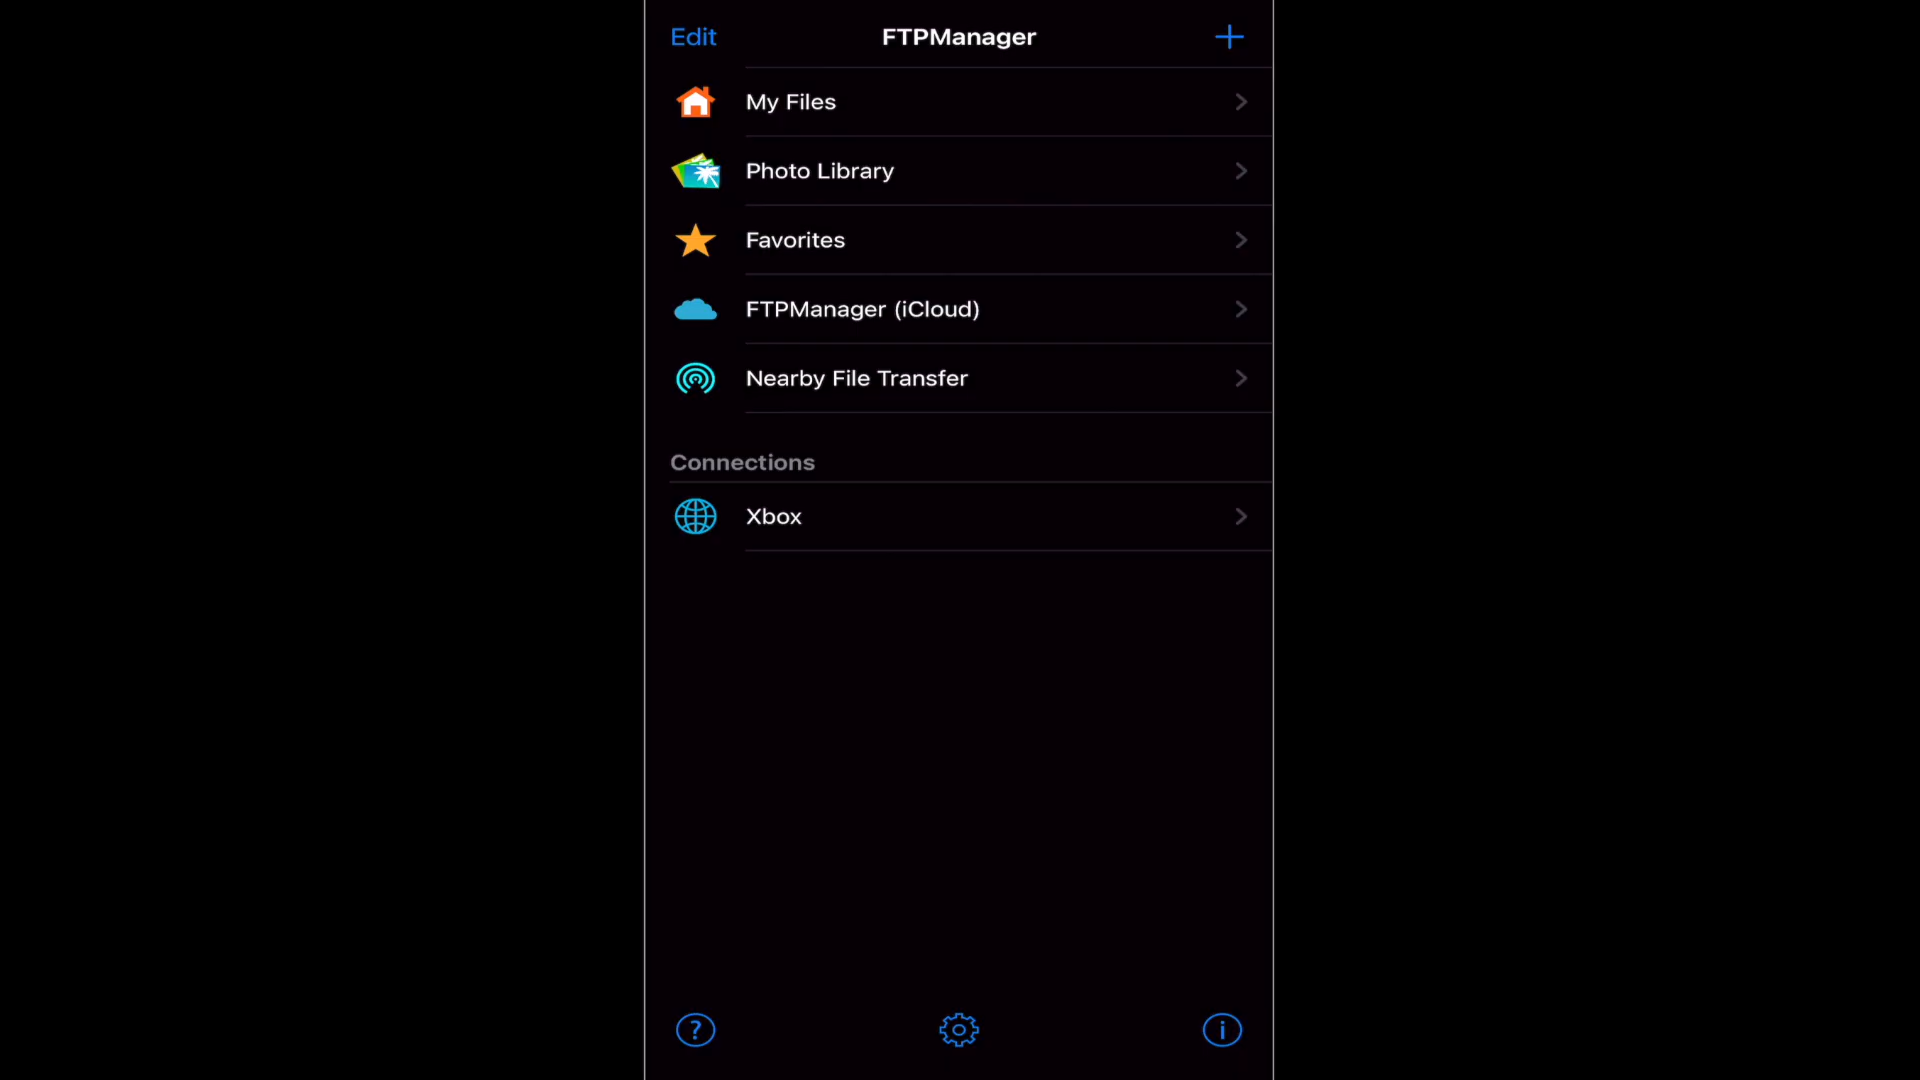 Edit
FTPManager
My Files
Photo Library
Favorites
FTPManager (iCloud)
Nearby File Transfer
Connections
Xbox